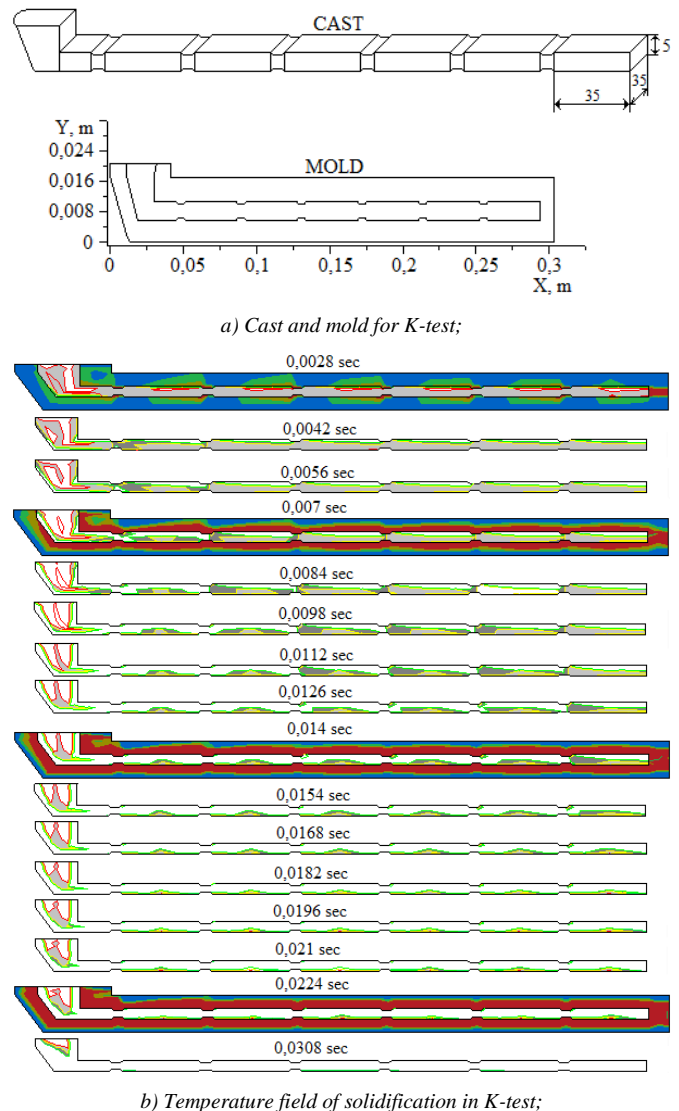 CAST
5
35
35
Y, m
0,024
0,016
0,008
0
MOLD
0 0,05 0,1 0,15 0,2 0,25 0,3
X, m
a) Cast and mold for K-test;
0,0028 sec
0,0042 sec
0,0056 sec
0,007 sec
0,0084 sec
0,0098 sec
0,0112 sec
0,0126 sec
0,014 sec
0,0154 sec
0,0168 sec
0,0182 sec
0,0196 sec
0,021 sec
0,0224 sec
0,0308 sec
b) Temperature field of solidification in K-test;